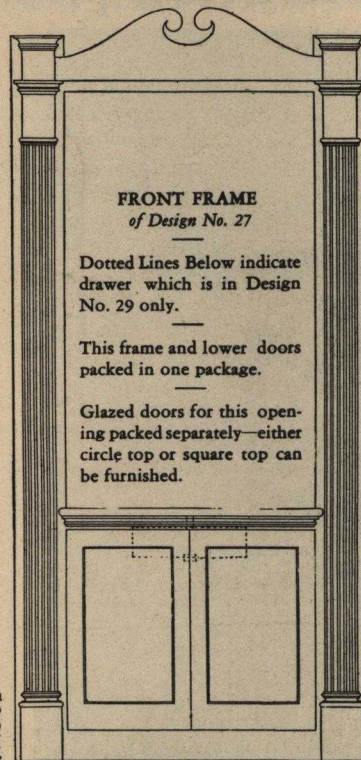 FRONT FRAME
of Design No. 27
Dotted Lines Below indicate
drawer which is in Design
No. 29 only.
This frame and lower doors
packed in one package.
Glazed doors for this open-
ing packed separately—either
circle top or square top can
be furnished.